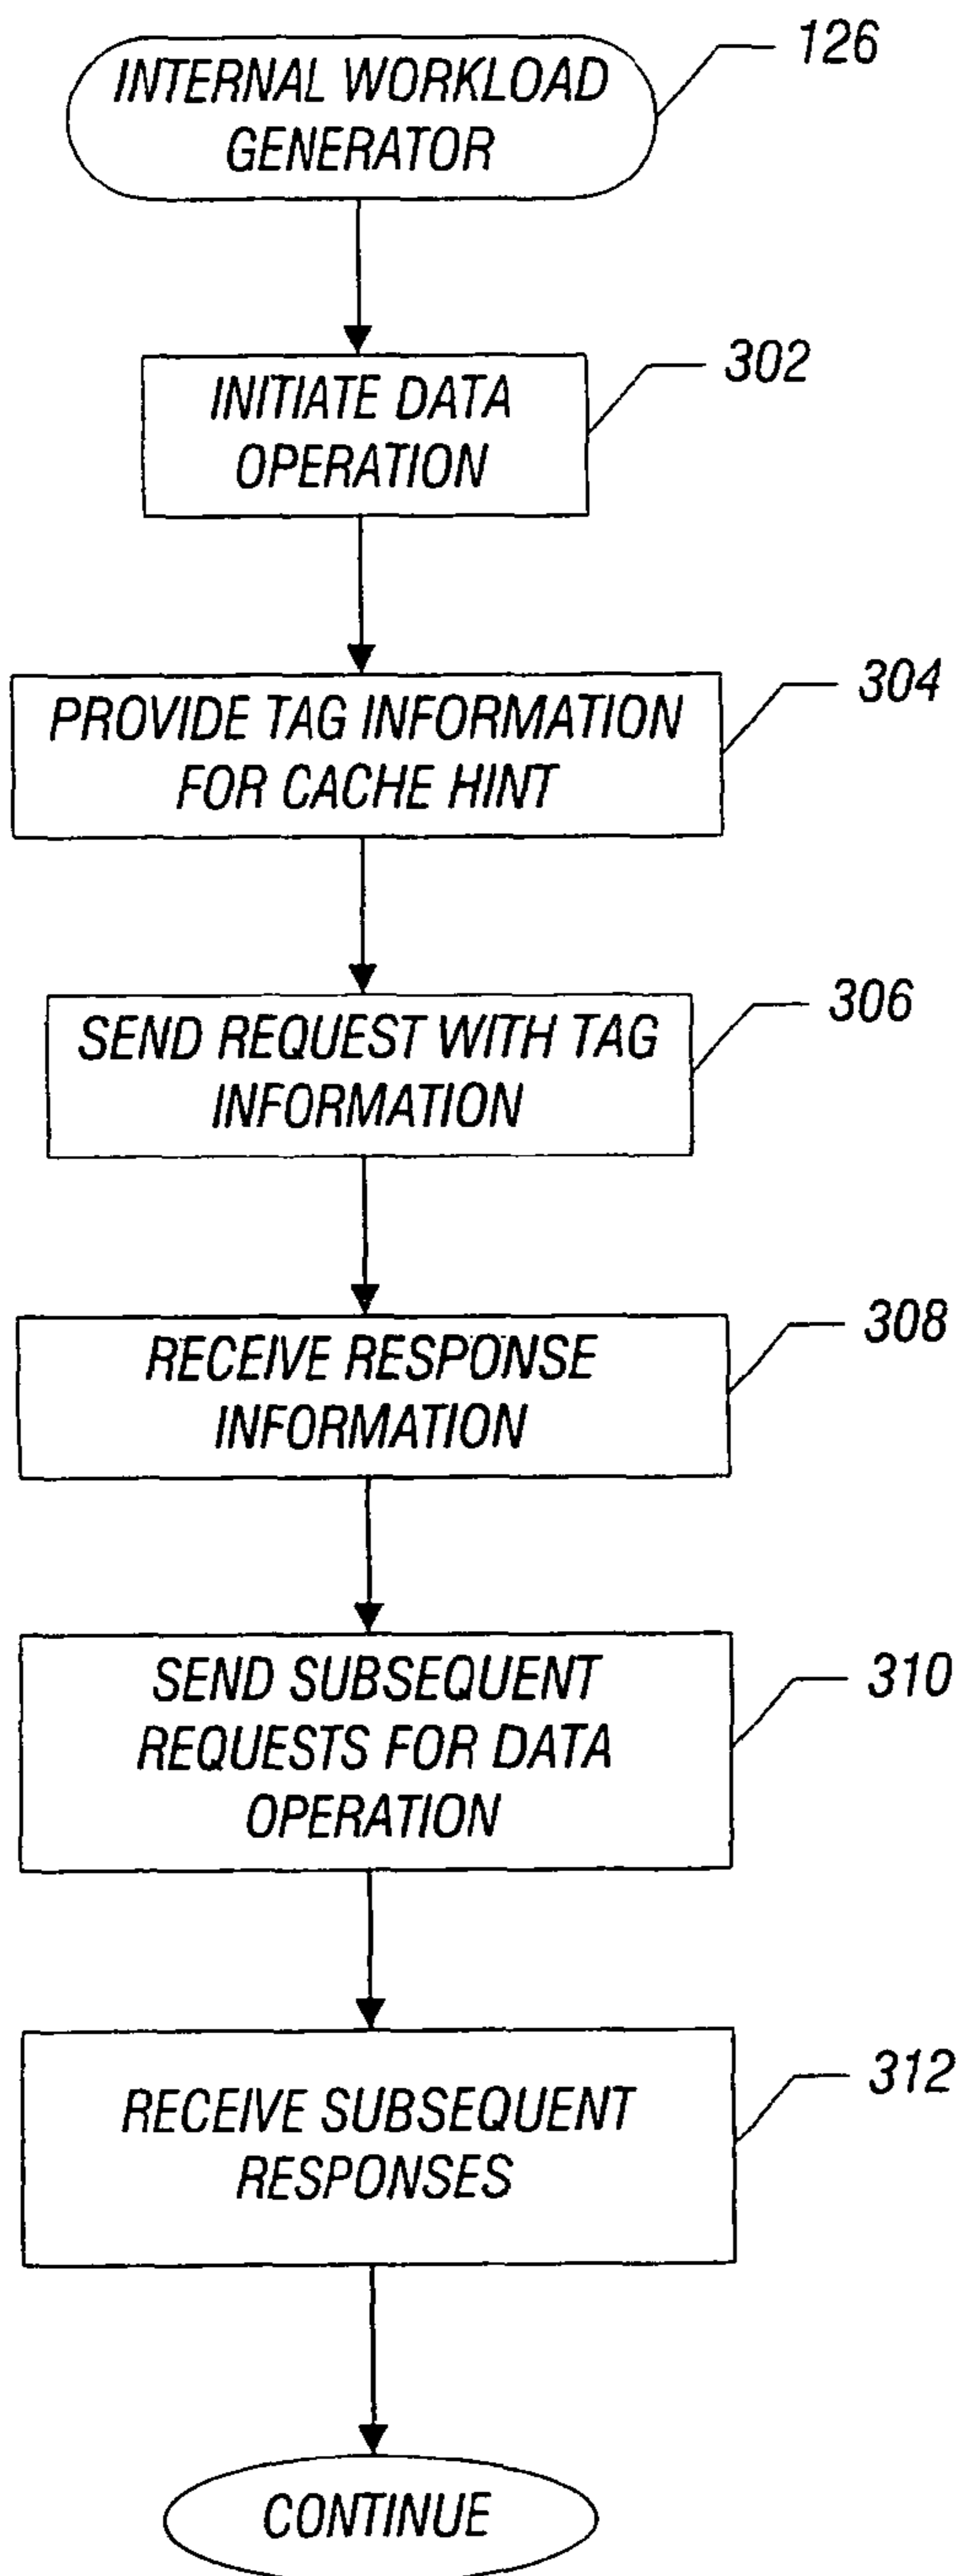 126
INTERNAL WORKLOAD
GENERATOR
302
INITIATE DATA
OPERATION
304
PROVIDE TAG INFORMATION
FOR CACHE HINT
306
SEND REQUEST WITH TAG
INFORMATION
308
RECEIVE RESPONSE
INFORMATION
310
SEND SUBSEQUENT
REQUESTS FOR DATA
OPERATION
312
RECEIVE SUBSEQUENT
RESPONSES
CONTINUE